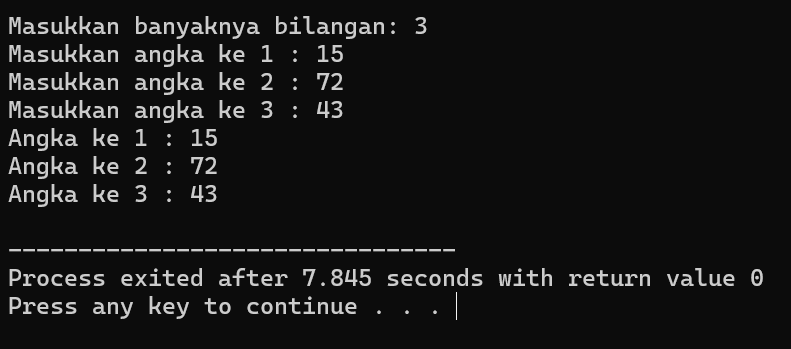 Masukkan banyaknya bilangan: 3
Masukkan angka ke 1 : 15
Masukkan angka ke 2 : 72
Masukkan angka ke 3 : 43
Angka ke 1 : 15
Angka ke 2 : 72
Angka ke 3 : 43
--------------------------------
Process exited after 7.845 seconds with return value 0
Press any key to continue . . .